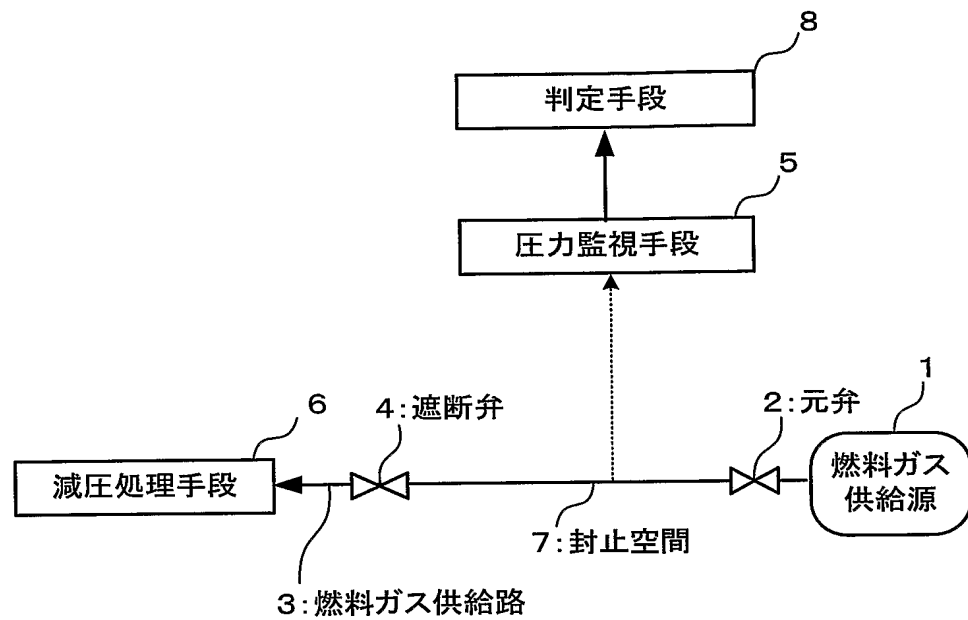 8
判定手段
5
圧力監視手段
1
2:元弁
燃料ガス
供給源
4:遮断弁
6
減圧処理手段
7:封止空間
3:燃料ガス供給路